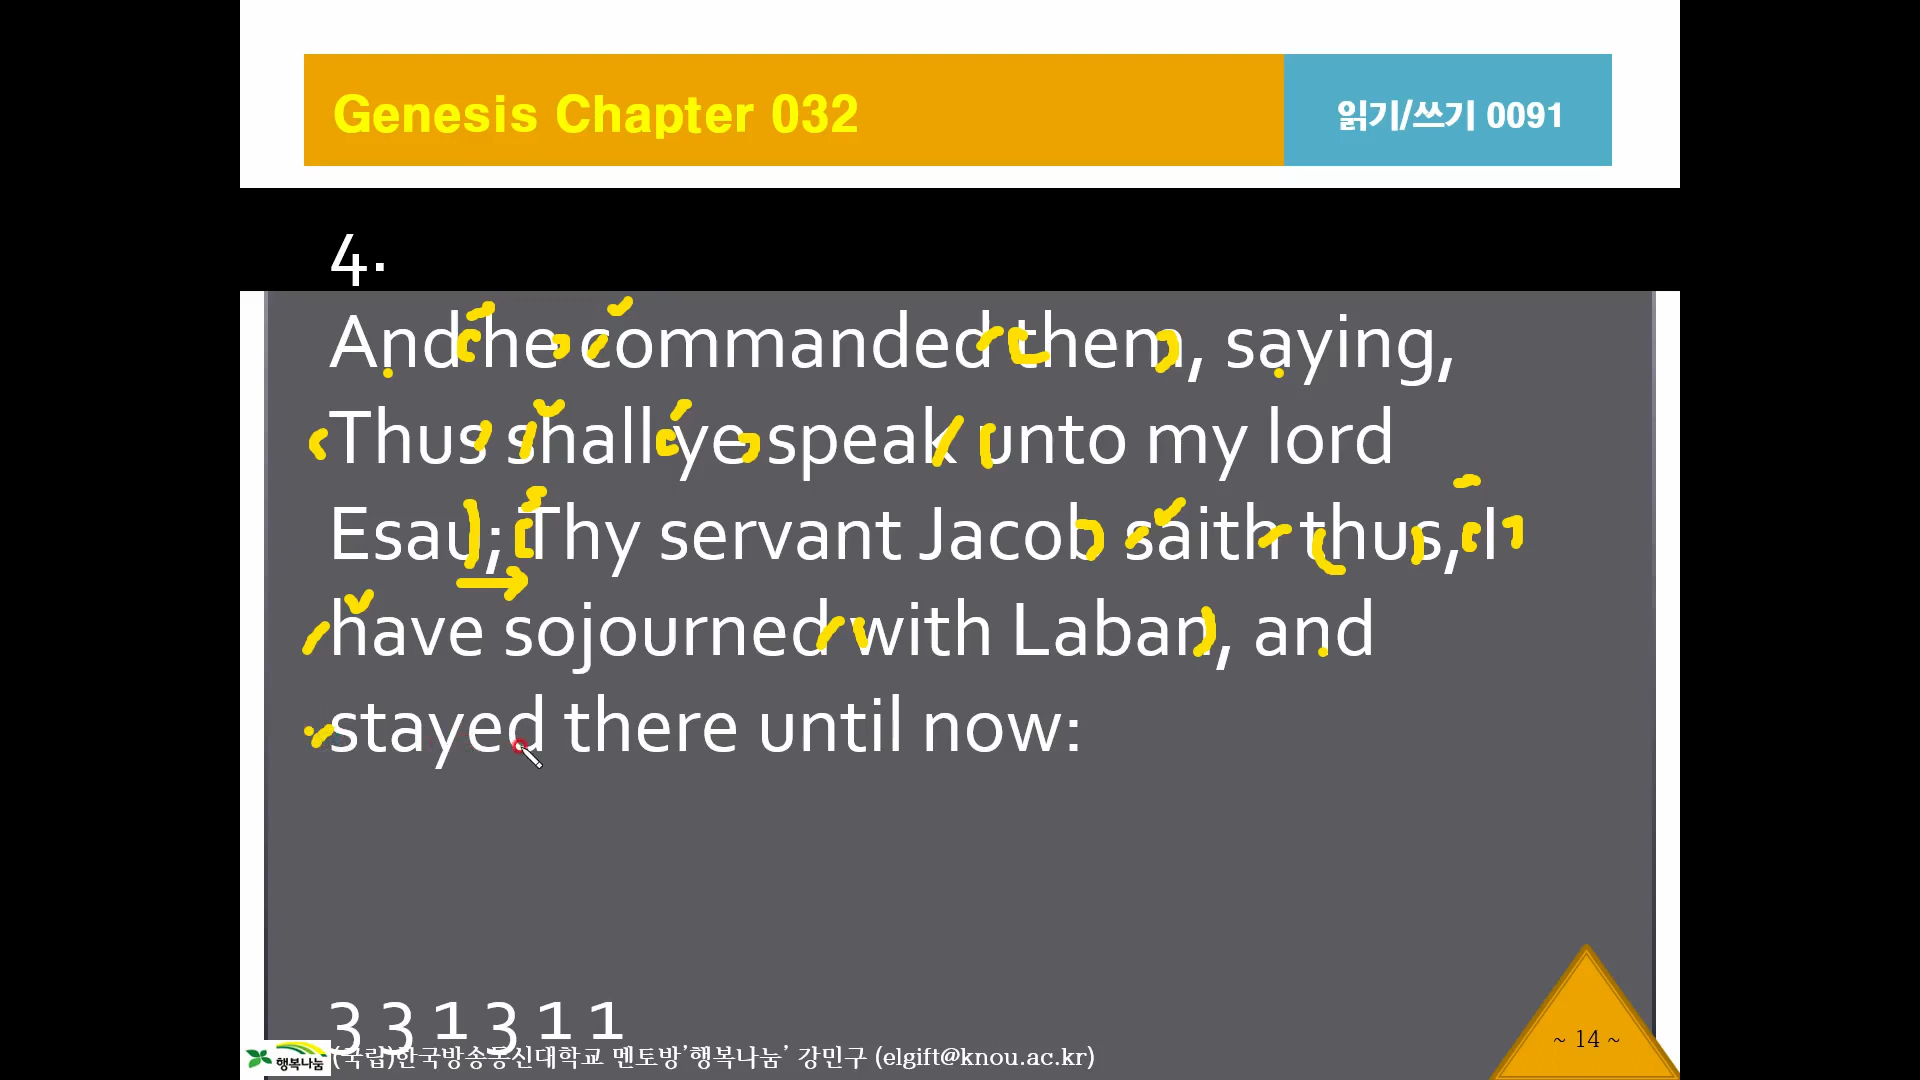 Genesis Chapter 032
읽기/쓰기 0091
4.
And he commanded them, saying,
Thus shall ye speak unto my lord
Esau; Thy servant Jacob saith thus, I
have sojourned with Laban, and
stayed there until now:
3 3 1 3 1 1
행복나눔 (국립)한국방송통신대학교 멘토방'행복나눔' 강민구 (elgift@knou.ac.kr)
~ 14 ~